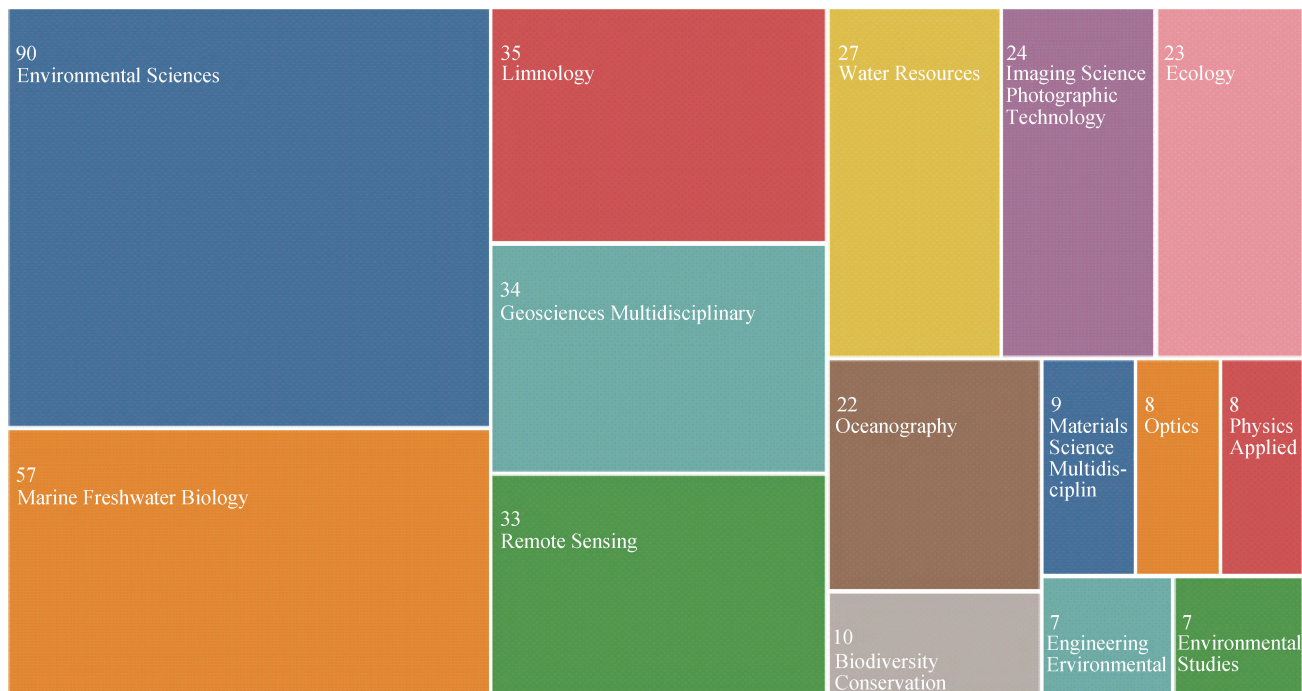 90
Environmental Sciences
57
Marine Freshwater Biology
35
Limnology
34
Geosciences Multidisciplinary
33
Remote Sensing
27
Water Resources
24
Imaging Science
Photographic
Technology
23
Ecology
22
Oceanography
10
Biodiversity
Conservation
9
Materials
Science
Multidis-
ciplin
8
Optics
8
Physics
Applied
7
Engineering
Ervironmental
7
Environmental
Studies